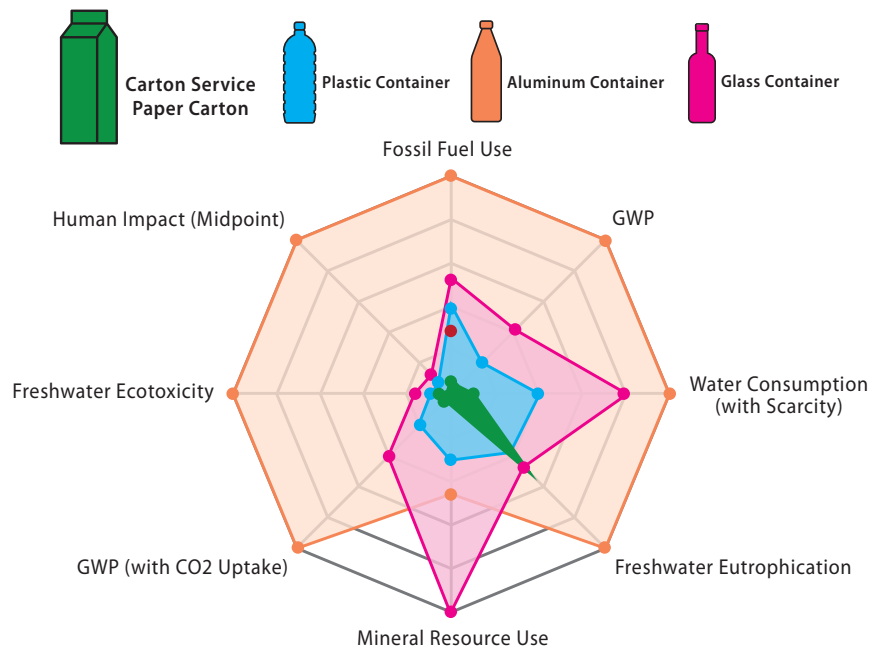 Carton Service
Paper Carton
Plastic Container
Aluminum Container
Glass Container
Fossil Fuel Use
Human Impact (Midpoint)
GWP
Freshwater Ecotoxicity
Water Consumption
(with Scarcity)
GWP (with CO2 Uptake)
Freshwater Eutrophication
Mineral Resource Use